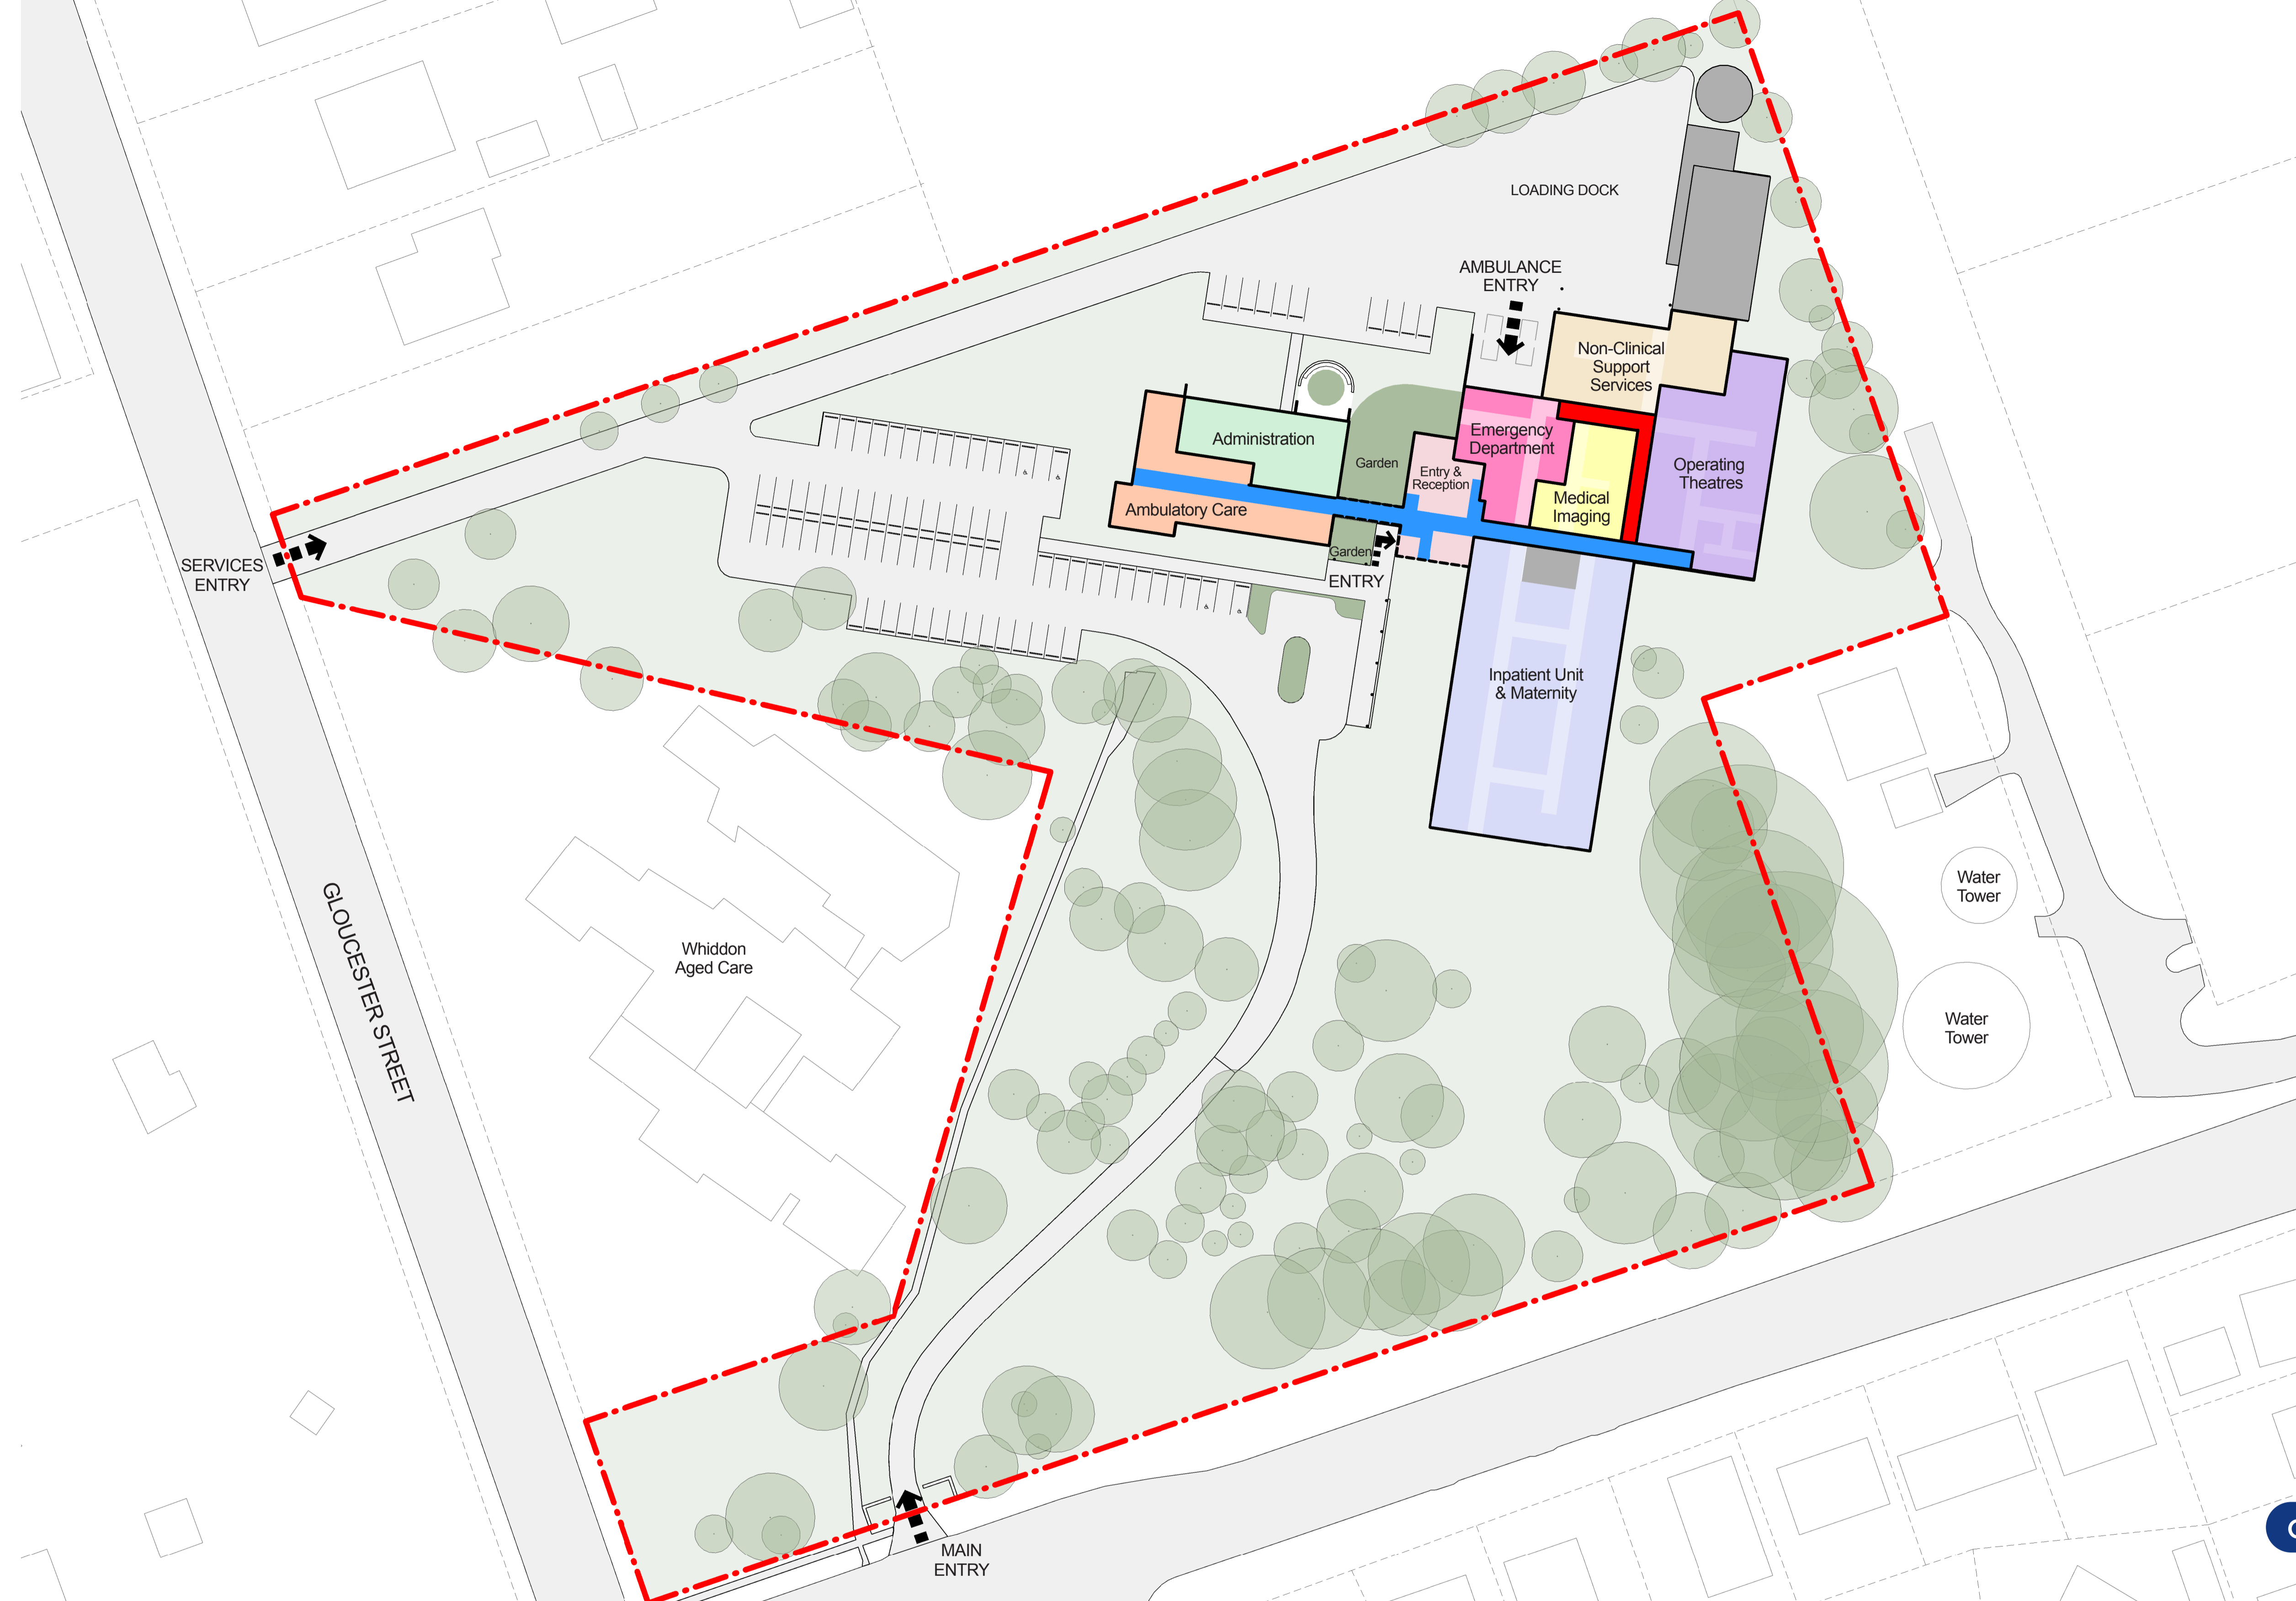 LOADING DOCK
AMBULANCE
ENTRY
Non-Clinical
Support
Services
Administration
Emergency
Department
Garden
Entry &
Reception
Operating
Theatres
Ambulatory Care
Medical
Imaging
Garden
ENTRY
SERVICES
ENTRY
Inpatient Unit
& Maternity
Water
Tower
GLOUCESTER STREET
Whiddon
Aged Care
Water
Tower
MAIN
ENTRY